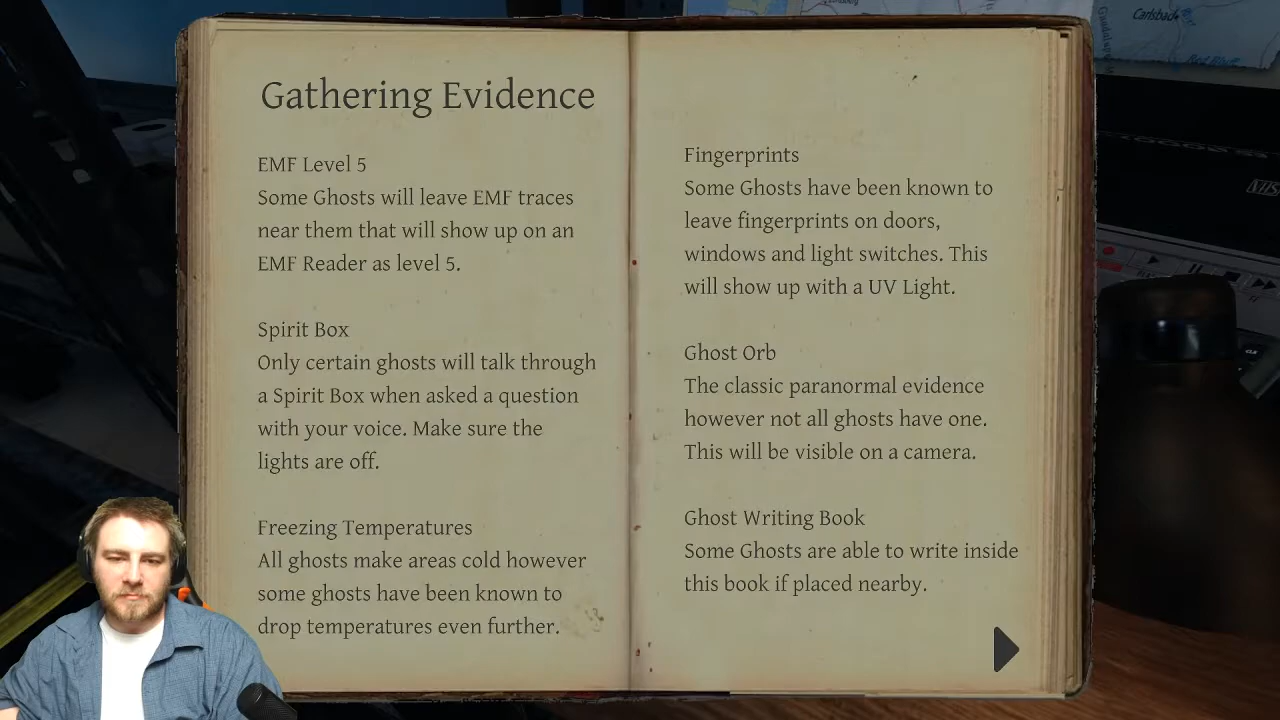 Carlsbad
Gathering Evidence
EMF Level 5
Some Ghosts will leave EMF traces
near them that will show up on an
EMF Reader as level 5.
Spirit Box
Only certain ghosts will talk through
a Spirit Box when asked a question
with your voice. Make sure the
lights are off.
Freezing Temperatures
All ghosts make areas cold however
some ghosts have been known to
drop temperatures even further.
Fingerprints
Some Ghosts have been known to
leave fingerprints on doors,
windows and light switches. This
will show up with a UV Light.
Ghost Orb
The classic paranormal evidence
however not all ghosts have one.
This will be visible on a camera.
Ghost Writing Book
Some Ghosts are able to write inside
this book if placed nearby.
VHS